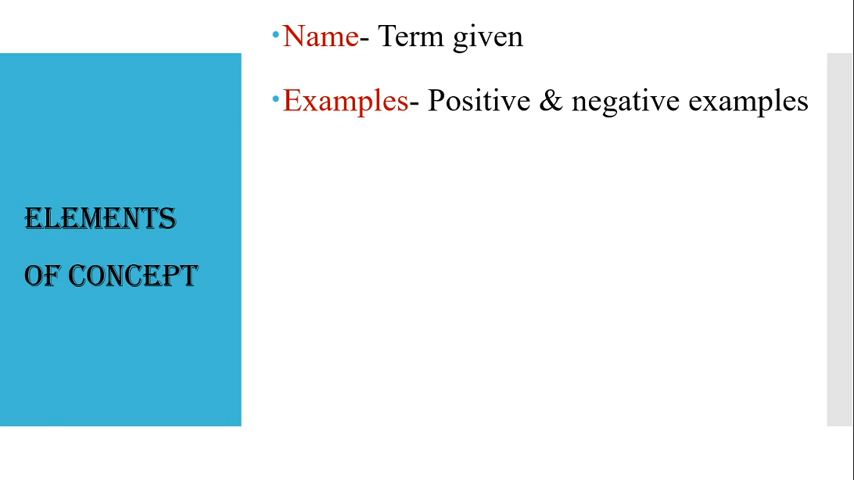 •Name- Term given
•Examples- Positive & negative examples
ELEMENTS
OF CONCEPT